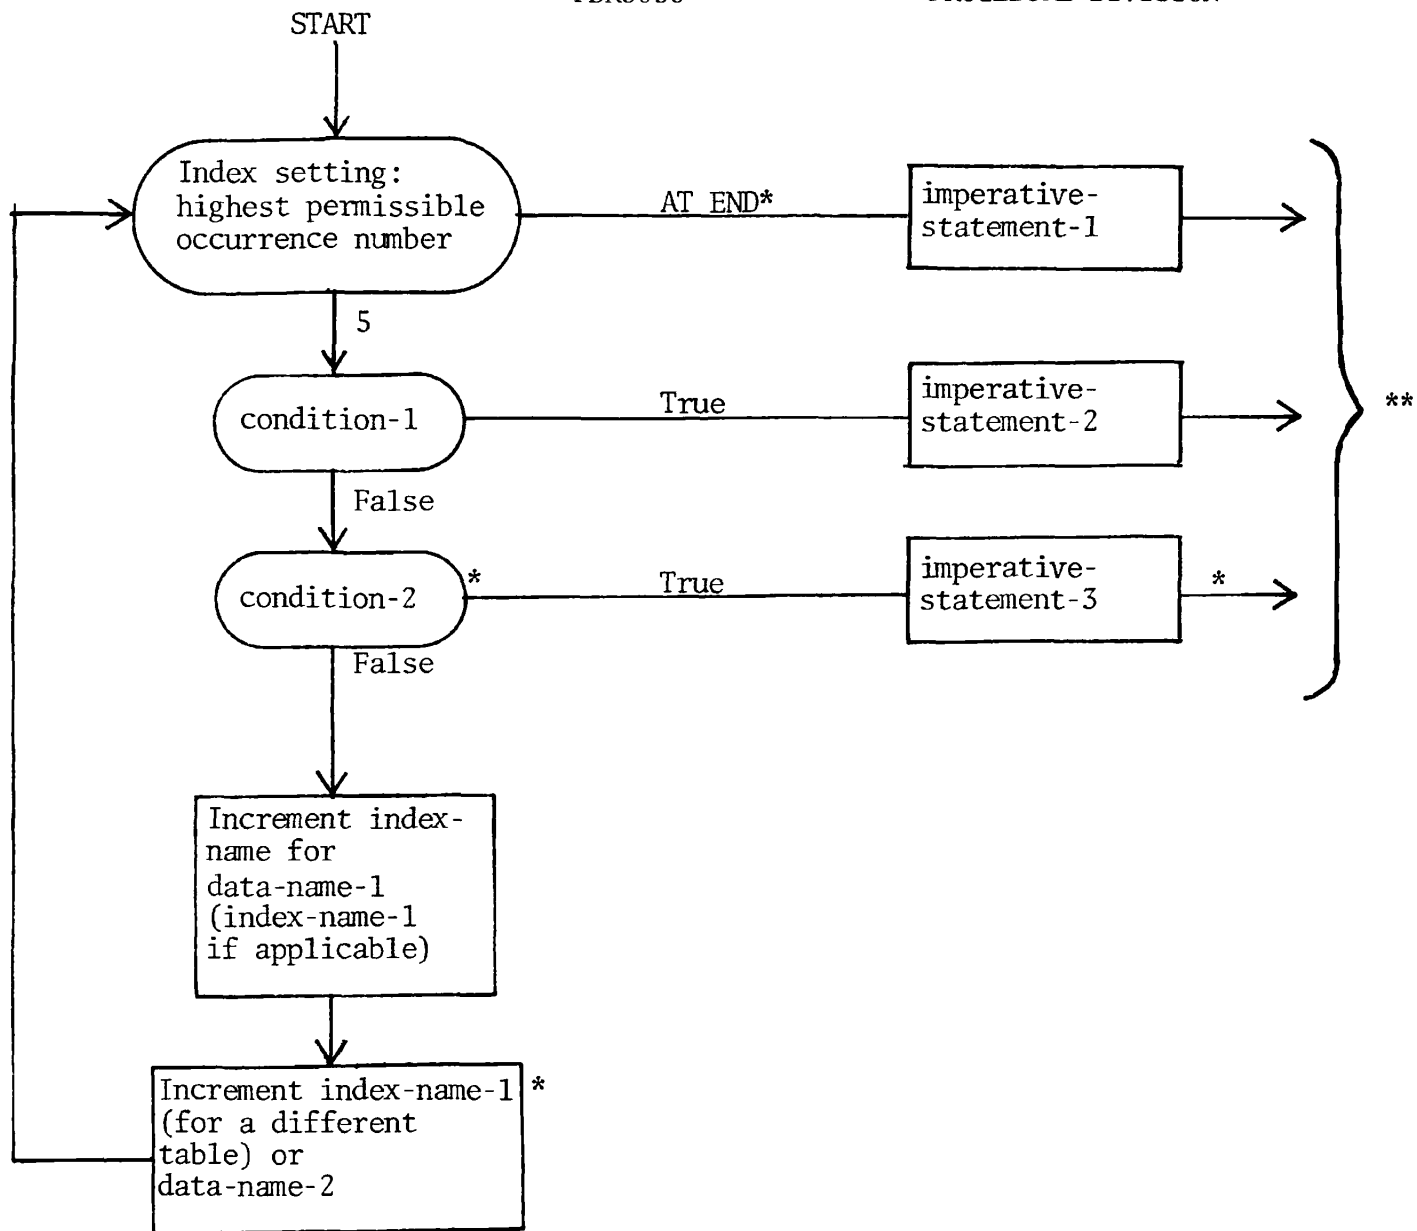 START
Index setting:
highest permissible
occurrence number
AT END*
imperative-
statement-1
5
condition-1
True
imperative-
statement-2
**
False
condition-2
*
True
imperative-
statement-3
*
False
Increment index-
name for
data-name-1
(index-name-1
if applicable)
Increment index-name-1
*
(for a different
table) or
data-name-2